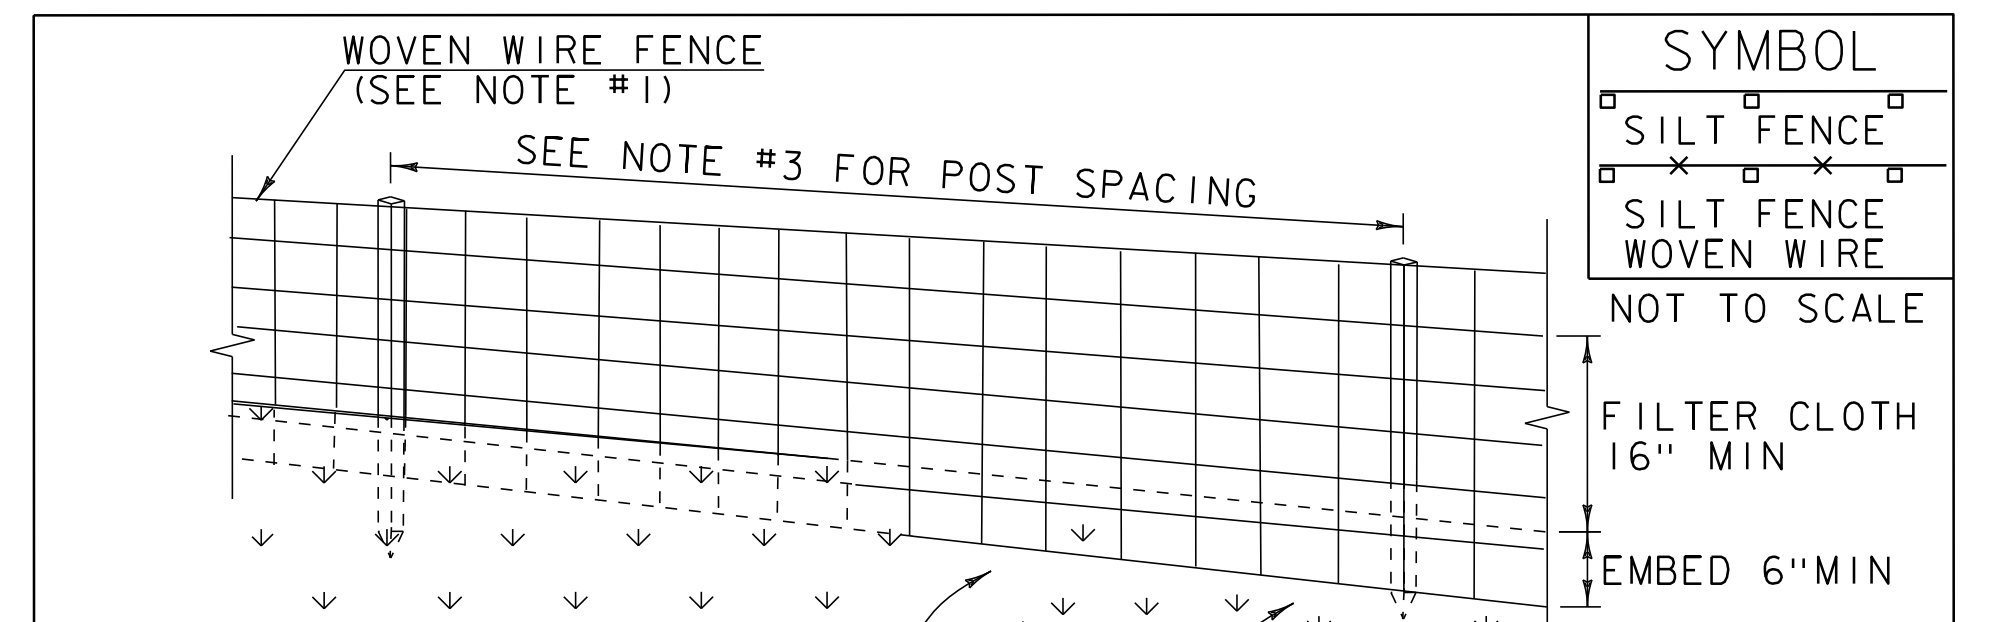 WOVEN WIRE FENCE
(SEE NOTE #1)
SEE NOTE #3 FOR POST SPACING
SYMBOL
SILT FENCE
SILT FENCE
WOVEN WIRE
NOT TO SCALE
FILTER CLOTH
16" MIN
EMBED 6"MIN